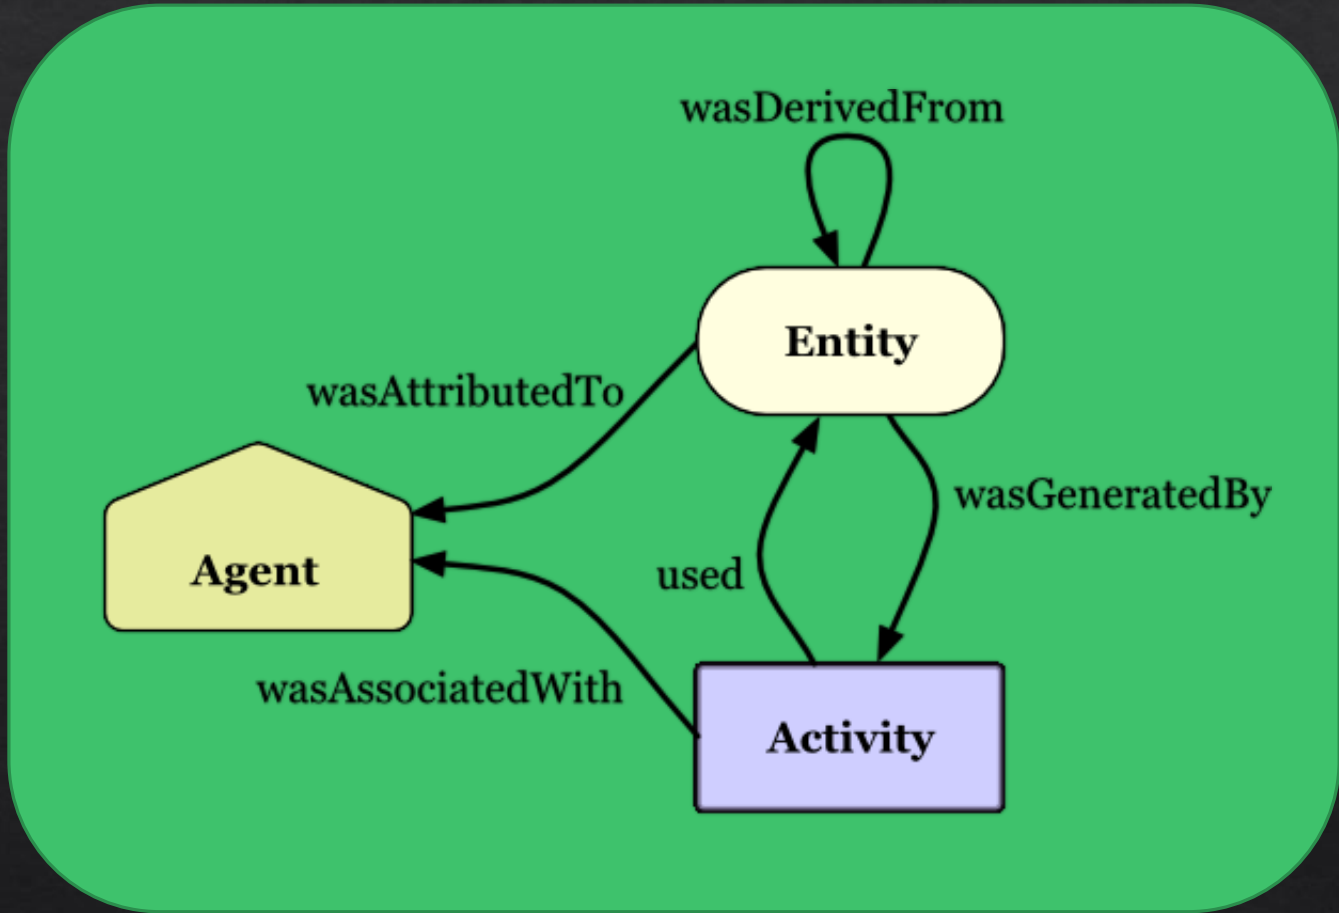 wasDerivedFrom
Entity
wasAttributedTo
wasGeneratedBy
Agent
used
wasAssociatedWith
Activity